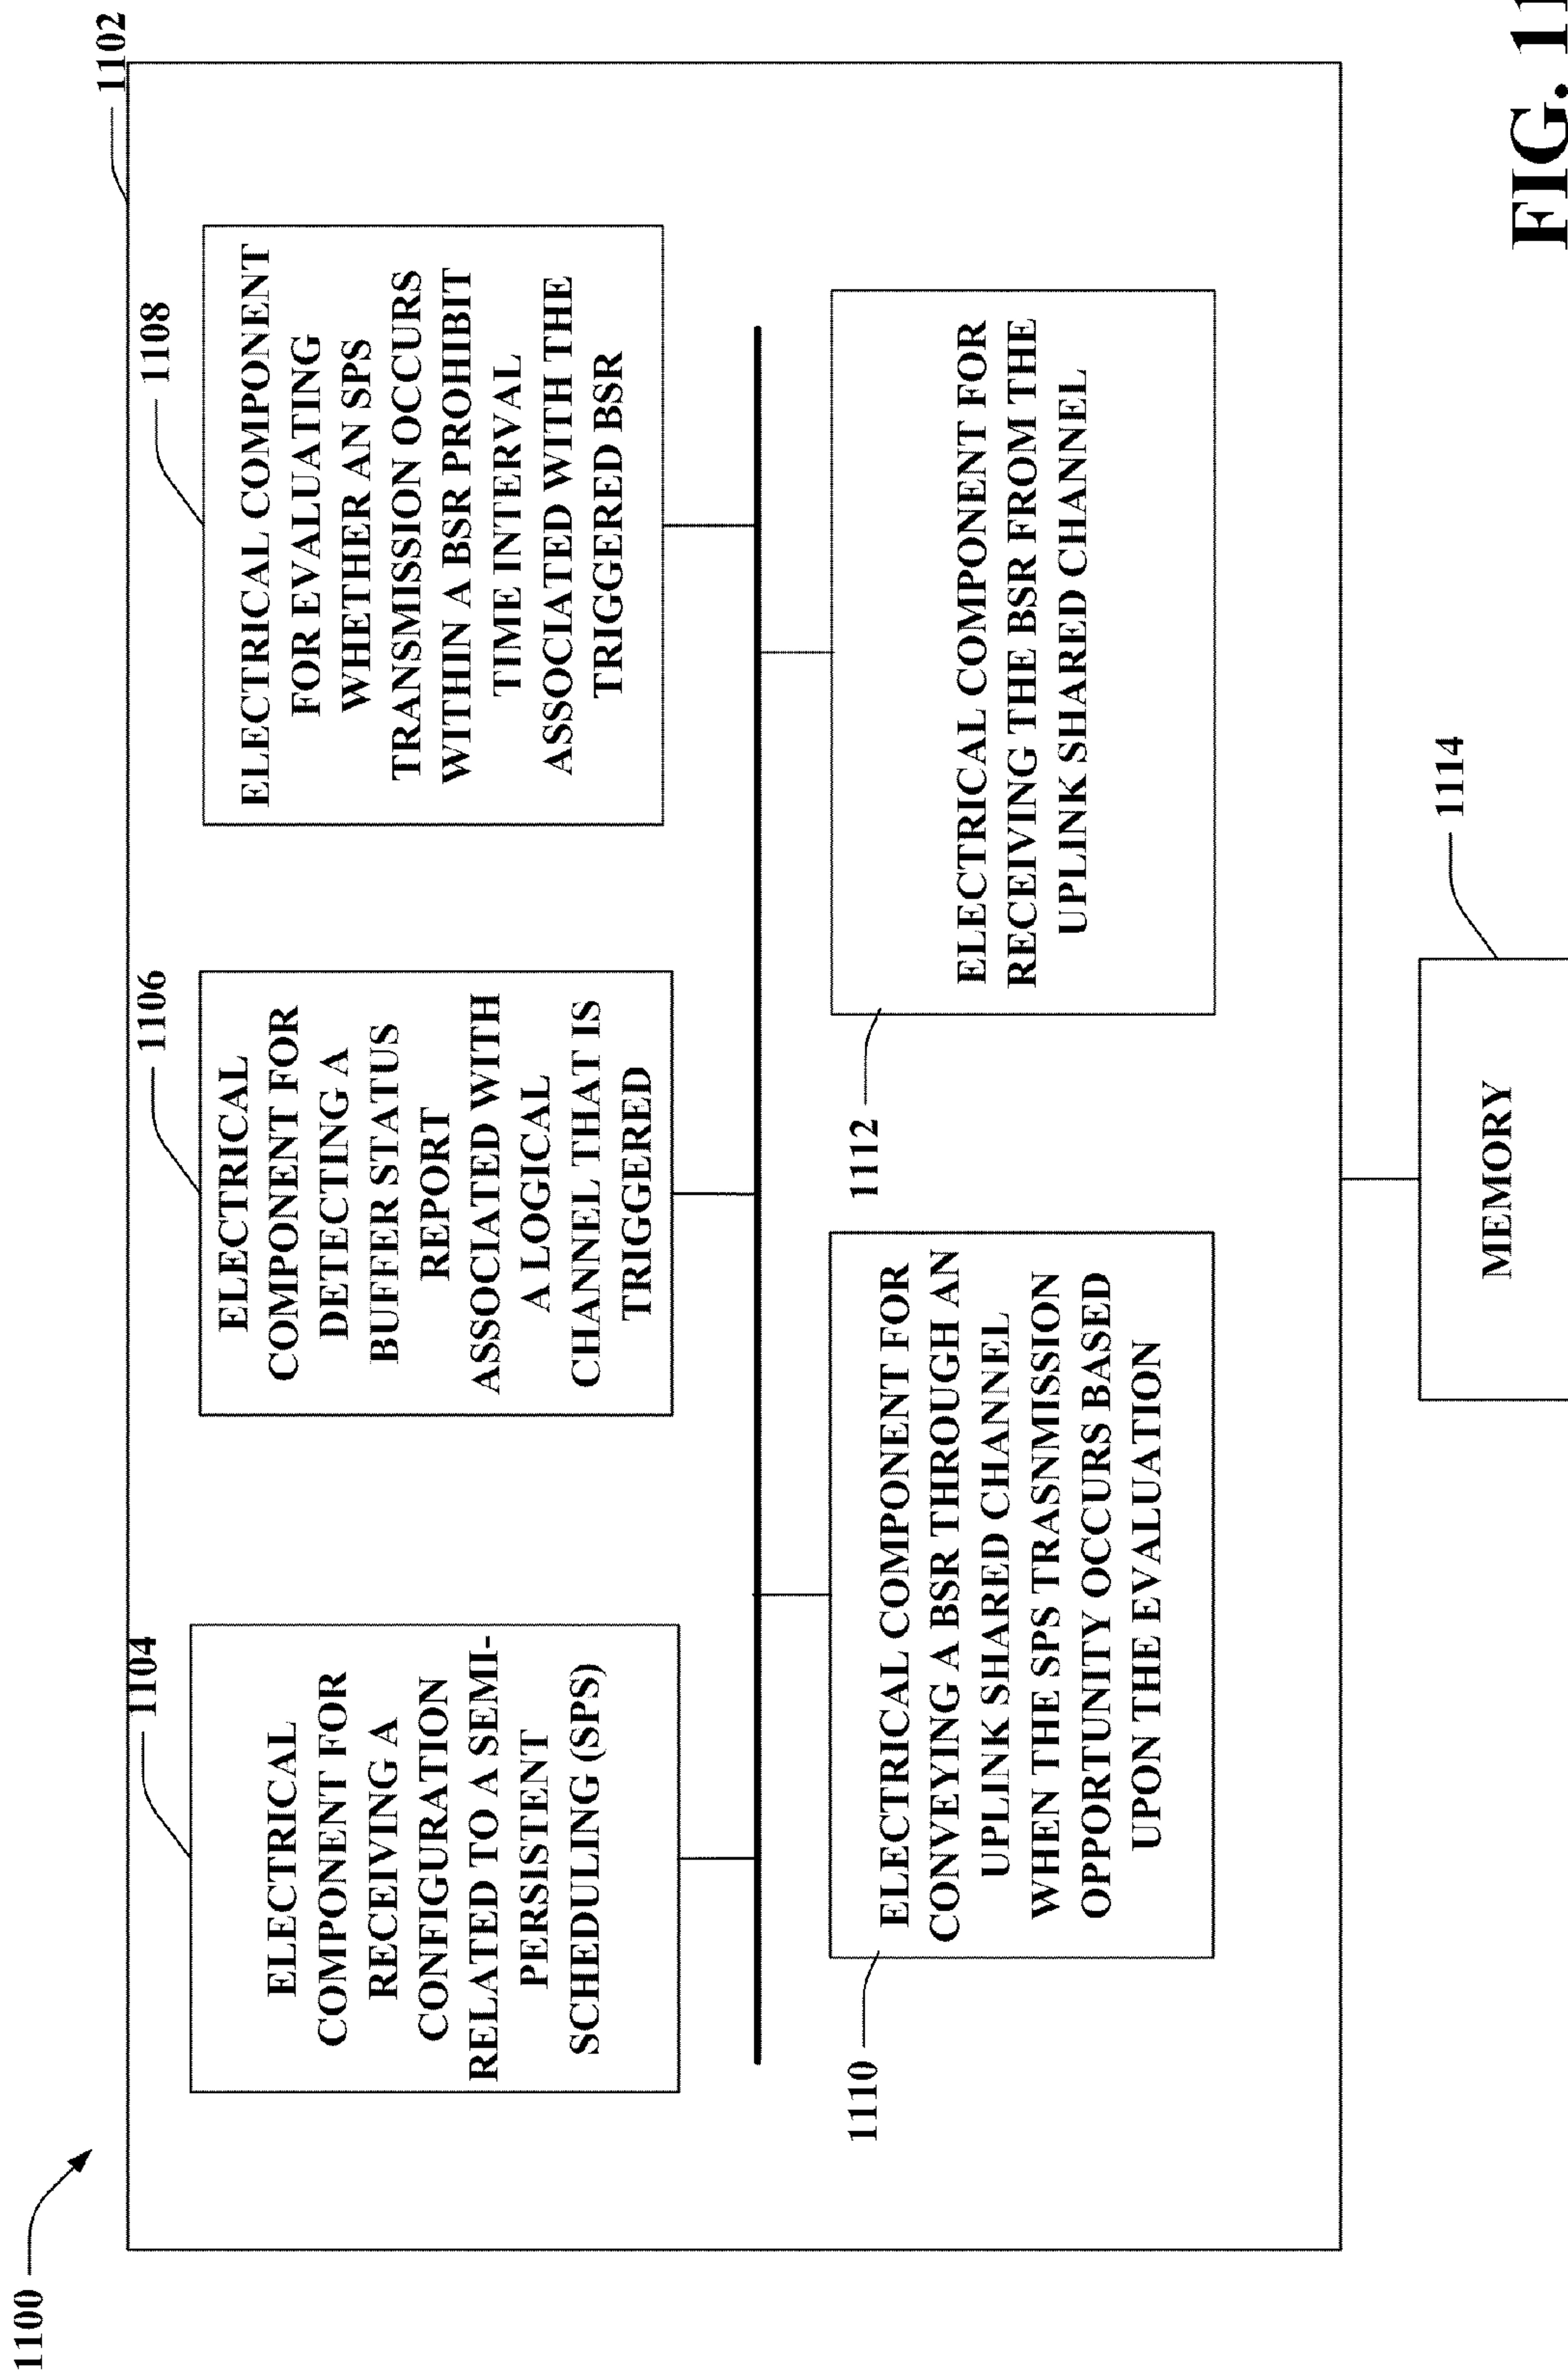 1100
1102
1104
ELECTRICAL
COMPONENT FOR
RECEIVING A
CONFIGURATION
RELATED TO A SEMI-
PERSISTENT
SCHEDULING (SPS)
1106
ELECTRICAL
COMPONENT FOR
DETECTING A
BUFFER STATUS
REPORT
ASSOCIATED WITH
A LOGICAL
CHANNEL THAT IS
TRIGGERED
1108
ELECTRICAL COMPONENT
FOR EVALUATING
WHETHER AN SPS
TRANSMISSION OCCURS
WITHIN A BSR PROHIBIT
TIME INTERVAL
ASSOCIATED WITH THE
TRIGGERED BSR
1110
ELECTRICAL COMPONENT FOR
CONVEYING A BSR THROUGH AN
UPLINK SHARED CHANNEL
WHEN THE SPS TRASNMISSION
OPPORTUNITY OCCURS BASED
UPON THE EVALUATION
1112
ELECTRICAL COMPONENT FOR
RECEIVING THE BSR FROM THE
UPLINK SHARED CHANNEL
1114
MEMORY
FIG. 11